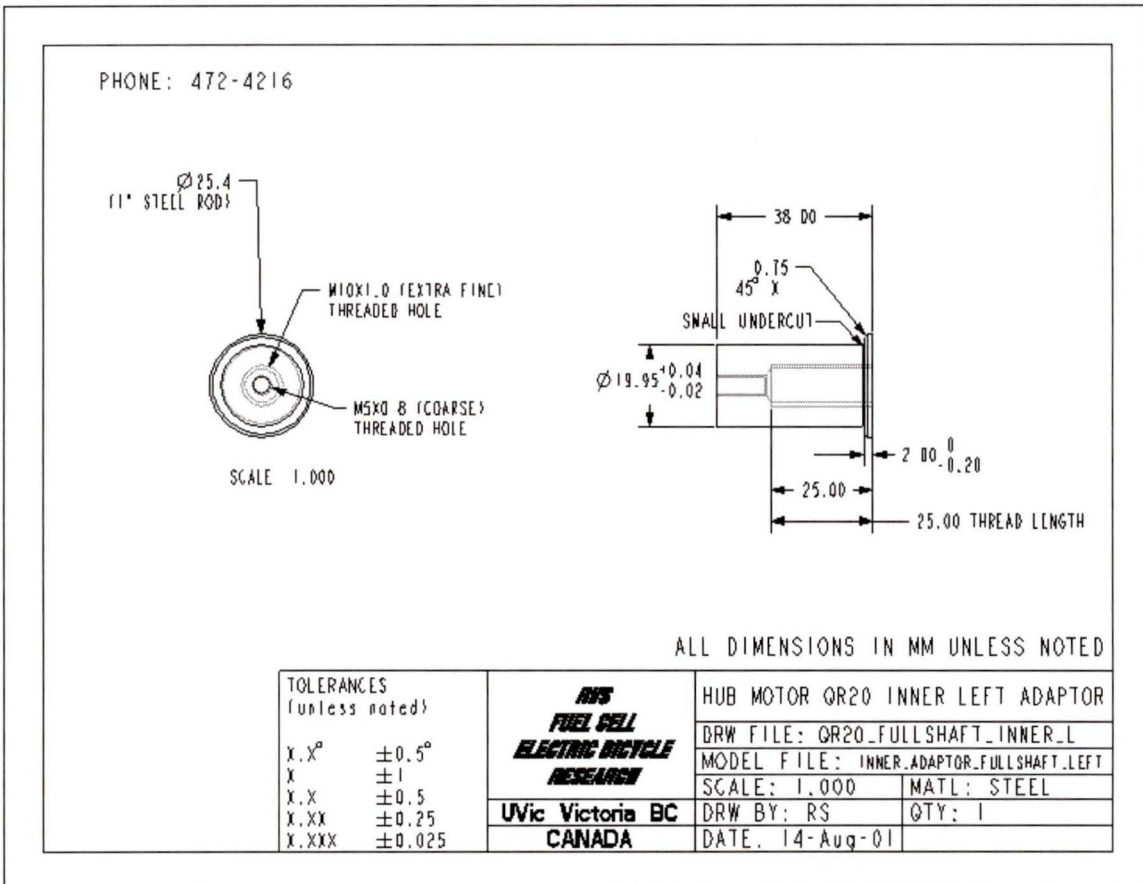 PHONE: 472-4216
Ø25.4
(1" STEEL ROD)
M10X1.0 (EXTRA FINE)
THREADED HOLE
M5X0.8 (COARSE)
THREADED HOLE
SCALE 1.000
38.00
0.75
45° X
SMALL UNDERCUT
Ø19.95 +0.04
-0.02
2.00 0
-0.20
25.00
25.00 THREAD LENGTH
ALL DIMENSIONS IN MM UNLESS NOTED
TOLERANCES
(unless noted)
X.X° ±0.5°
X ±1
X.X ±0.5
X.XX ±0.25
X.XXX ±0.025
FUEL CELL
ELECTRIC BICYCLE
RESEARCH
UVic Victoria BC
CANADA
HUB MOTOR QR20 INNER LEFT ADAPTOR
DRW FILE: QR20_FULLSHAFT_INNER_L
MODEL FILE: INNER_ADAPTOR_FULLSHAFT_LEFT
SCALE: 1.000 MATL: STEEL
DRW BY: RS QTY: 1
DATE. 14-Aug-01